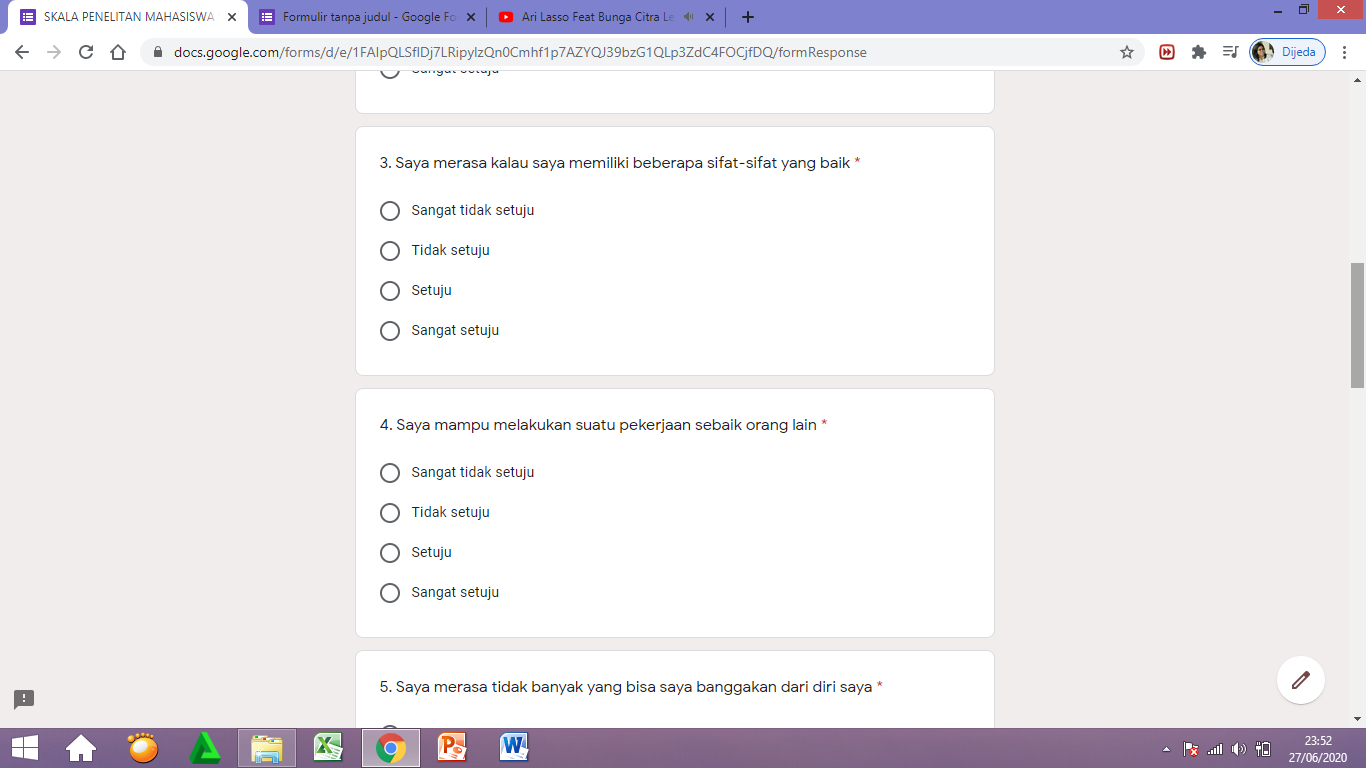 SKALA PENELITAN MAHASISWA
Formulir tanpa judul - Google Fo
Ari Lasso Feat Bunga Citra Le
docs.google.com/forms/d/e/1FAIpQLSfIDj7LRipyIzQn0Cmhf1p7AZYQJ39bzG1QLp3ZdC4FOCjfDQ/formResponse
Dijeda
Sangat setuju
3. Saya merasa kalau saya memiliki beberapa sifat-sifat yang baik *
Sangat tidak setuju
Tidak setuju
Setuju
Sangat setuju
4. Saya mampu melakukan suatu pekerjaan sebaik orang lain *
Sangat tidak setuju
Tidak setuju
Setuju
Sangat setuju
5. Saya merasa tidak banyak yang bisa saya banggakan dari diri saya *
23:52
27/06/2020